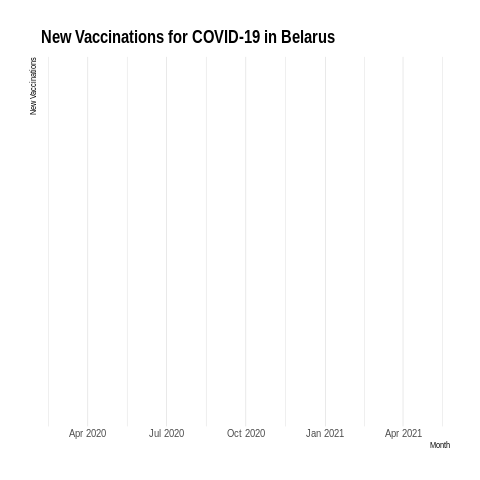 New Vaccinations for COVID-19 in Belarus
New Vaccinations
Apr 2020 Jul 2020 Oct 2020 Jan 2021 Apr 2021
Month